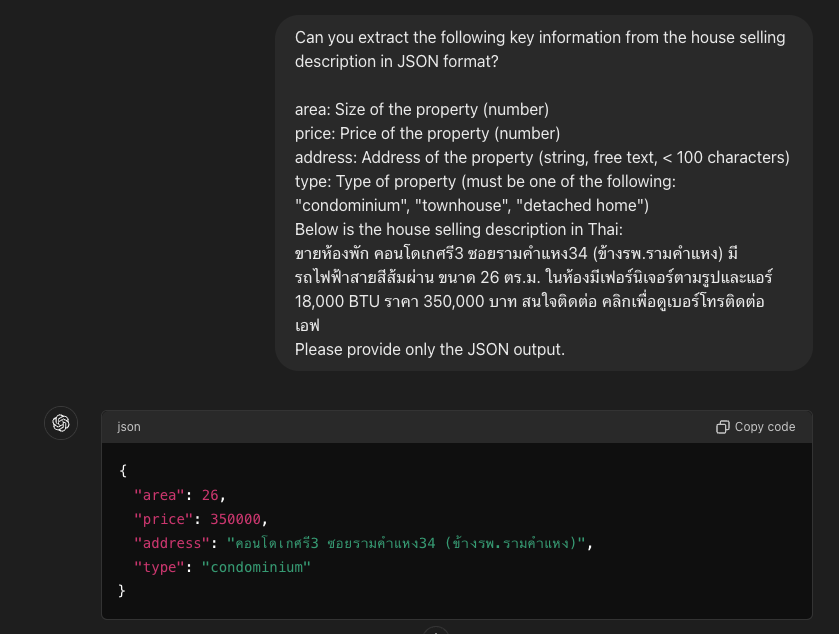 Can you extract the following key information from the house selling
description in JSON format?
area: Size of the property (number)
price: Price of the property (number)
address: Address of the property (string, free text, < 100 characters)
type: Type of property (must be one of the following:
"condominium", "townhouse", "detached home")
Below is the house selling description in Thai:
ขายห้องพัก คอนโดเกศรี3 ซอยรามคำแหง34 (ข้างรพ.รามคำแหง) มี
รถไฟฟ้าสายสีส้มผ่าน ขนาด 26 ตร.ม. ในห้องมีเฟอร์นิเจอร์ตามรูปและแอร์
18,000 BTU ราคา 350,000 บาท สนใจติดต่อ คลิกเพื่อดูเบอร์โทรติดต่อ
เอฟ
Please provide only the JSON output.
json Copy code
{
"area": 26,
"price": 350000,
"address": "คอนโดเกศรี3 ซอยรามคำแหง34 (ข้างรพ.รามคำแหง)",
"type": "condominium"
}